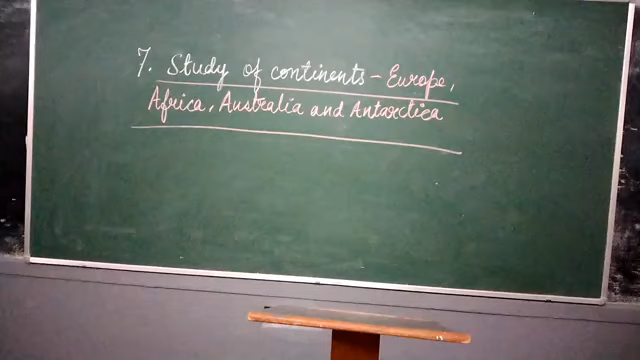 7. Study of continents - Europe,
Africa, Australia and Antarctica